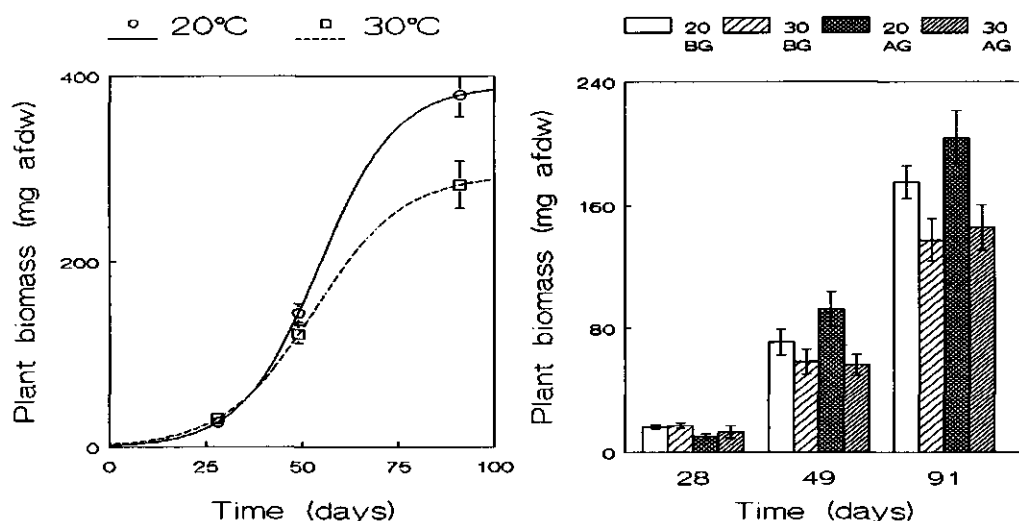 20°C 30°C
Plant biomass (mg afdw)
400
200
0
0 25 50 75 100
Time (days)
20 BG 30 BG 20 AG 30 AG
Plant biomass (mg afdw)
240
160
80
0
28 49 91
Time (days)